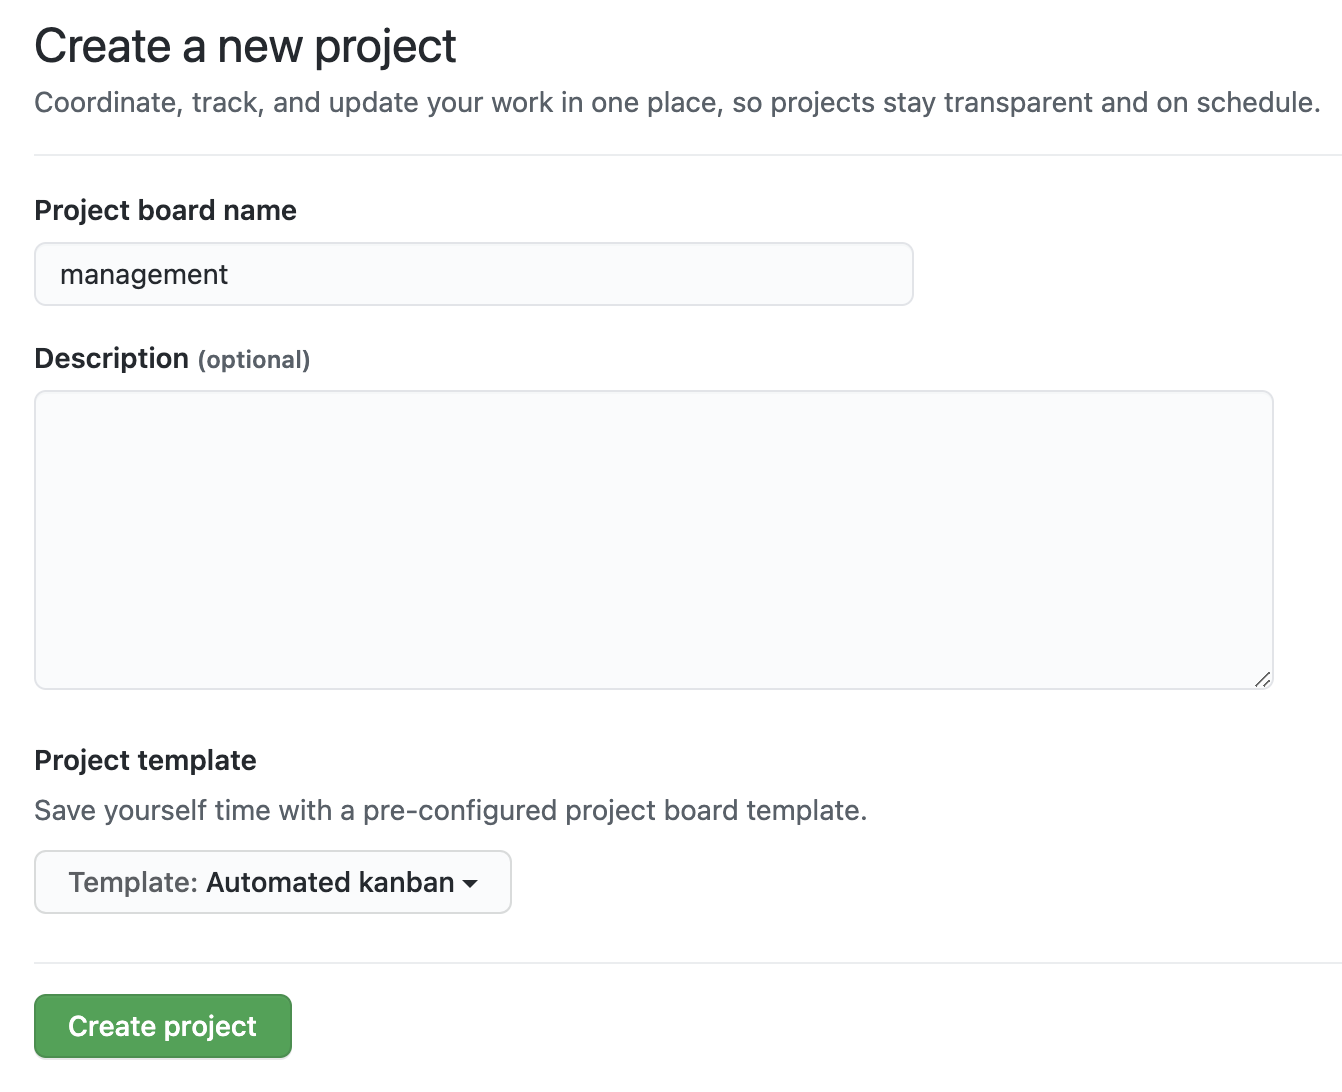 Create a new project
Coordinate, track, and update your work in one place, so projects stay transparent and on schedule.
Project board name
management
Description (optional)
Project template
Save yourself time with a pre-configured project board template.
Template: Automated kanban
Create project